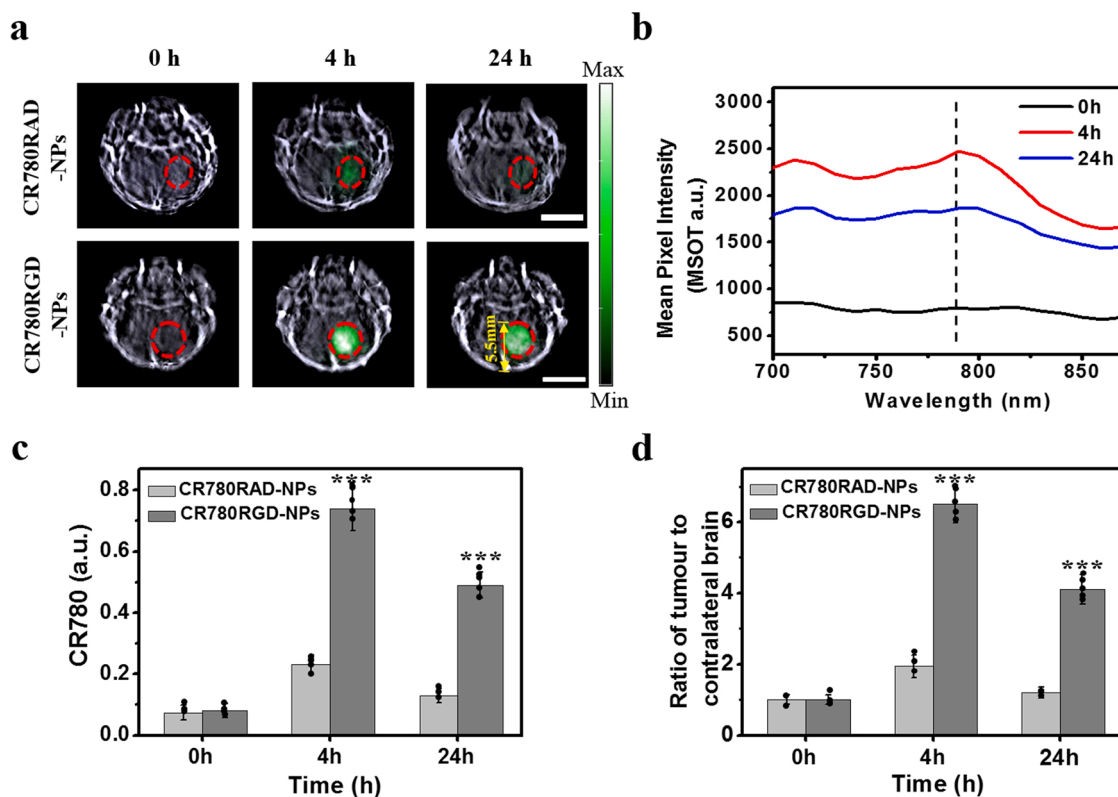 a
0 h 4 h 24 h
Max
CR780RAD
-NPs
CR780RGD
-NPs
5.5mm
Min
b
3000
2500
2000
1500
1000
500
0h
4h
24h
Mean Pixel Intensity
(MSOT a.u.)
700 750 800 850
Wavelength (nm)
c
CR780RAD-NPs
CR780RGD-NPs
***
***
0.8
0.6
0.4
0.2
0.0
CR780 (a.u.)
0h 4h 24h
Time (h)
d
CR780RAD-NPs
CR780RGD-NPs
***
***
6
4
2
0
Ratio of tumour to
contralateral brain
0h 4h 24h
Time (h)